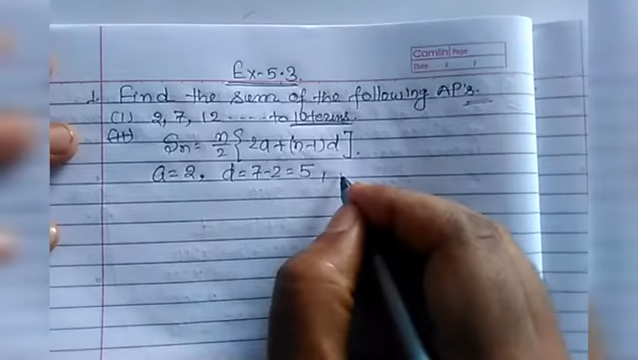 Camlin Page
Date / /
Ex-5.3
1. Find the sum of the following AP's.
(1) 2, 7, 12 ..... to 10 terms.
Sn = n/2 { 2a + (n-1)d ].
a = 2, d = 7-2 = 5,